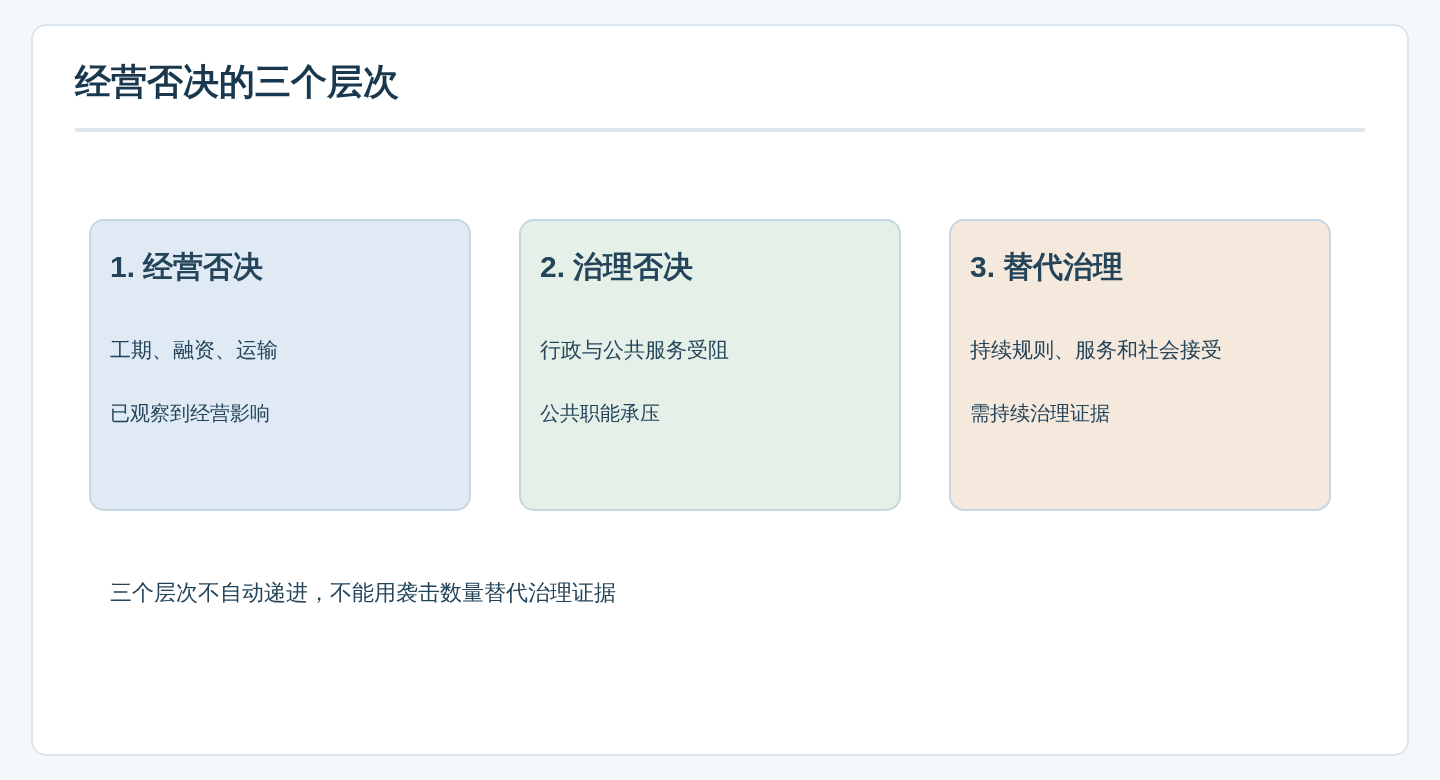 经营否决的三个层次
1. 经营否决
工期、融资、运输
已观察到经营影响
2. 治理否决
行政与公共服务受阻
公共职能承压
3. 替代治理
持续规则、服务和社会接受
需持续治理证据
三个层次不自动递进，不能用袭击数量替代治理证据